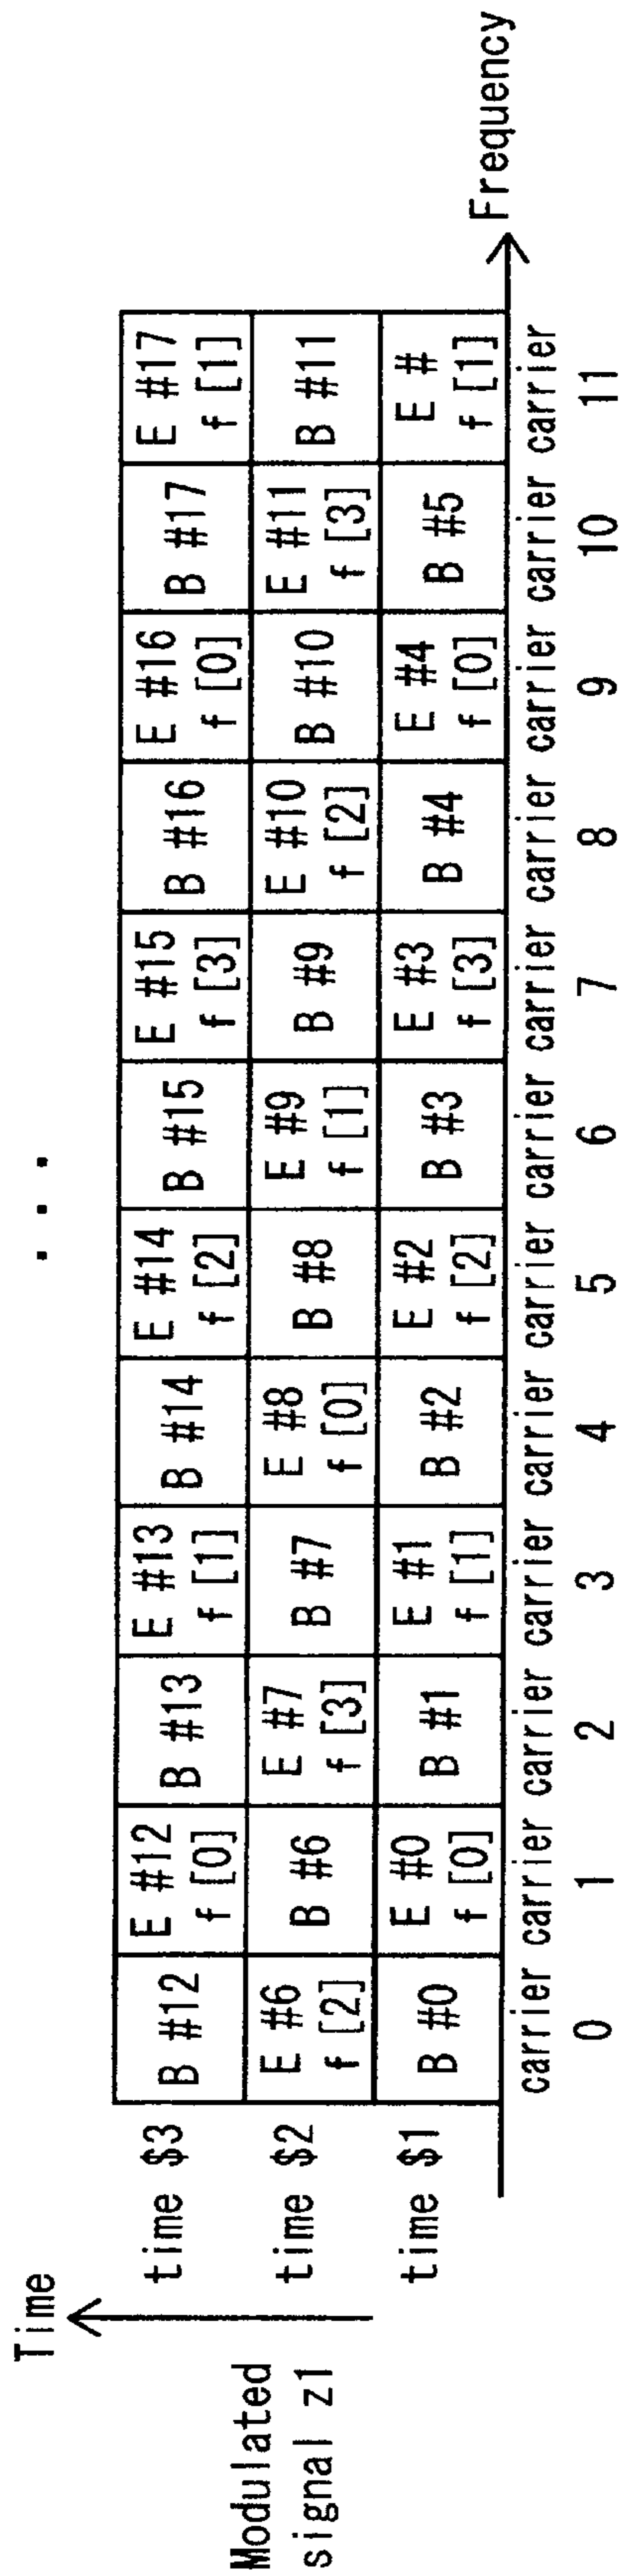 Time
. . .
time $3
B #12
E #12
f [0]
B #13
E #13
f [1]
B #14
E #14
f [2]
B #15
E #15
f [3]
B #16
E #16
f [0]
B #17
E #17
f [1]
Modulated
signal z1
time $2
E #6
f [2]
B #6
E #7
f [3]
B #7
E #8
f [0]
B #8
E #9
f [1]
B #9
E #10
f [2]
B #10
E #11
f [3]
B #11
time $1
B #0
E #0
f [0]
B #1
E #1
f [1]
B #2
E #2
f [2]
B #3
E #3
f [3]
B #4
E #4
f [0]
B #5
E #
f [1]
Frequency
carrier carrier carrier carrier carrier carrier carrier carrier carrier carrier carrier carrier
0 1 2 3 4 5 6 7 8 9 10 11